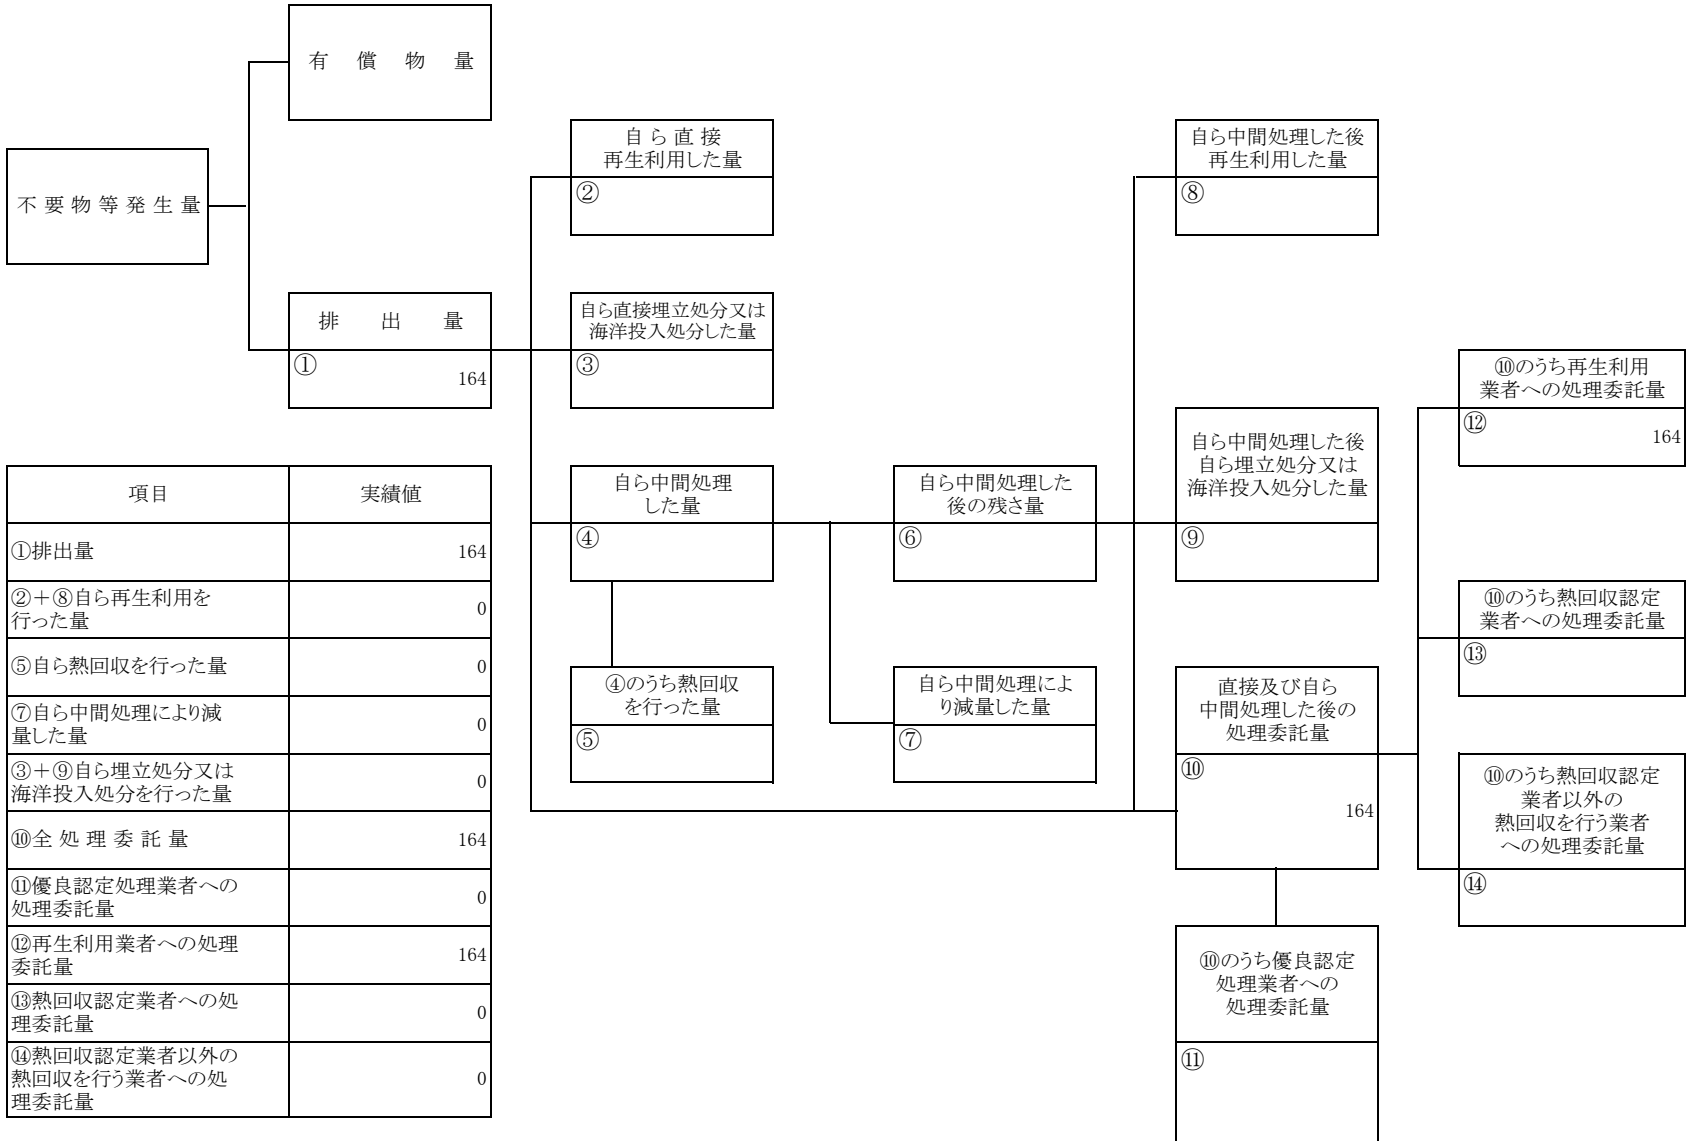 有償物量
不要物等発生量
排出量
①
164
自ら直接
再生利用した量
②
自ら直接埋立処分又は
海洋投入処分した量
③
自ら中間処理
した量
④
④のうち熱回収
を行った量
⑤
自ら中間処理した
後の残さ量
⑥
自ら中間処理によ
り減量した量
⑦
自ら中間処理した後
再生利用した量
⑧
自ら中間処理した後
自ら埋立処分又は
海洋投入処分した量
⑨
直接及び自ら
中間処理した後の
処理委託量
⑩
164
⑩のうち優良認定
処理業者への
処理委託量
⑪
⑩のうち再生利用
業者への処理委託量
⑫
164
⑩のうち熱回収認定
業者への処理委託量
⑬
⑩のうち熱回収認定
業者以外の
熱回収を行う業者
への処理委託量
⑭
項目 実績値
①排出量 164
②＋⑧自ら再生利用を
行った量 0
⑤自ら熱回収を行った量 0
⑦自ら中間処理により減
量した量 0
③＋⑨自ら埋立処分又は
海洋投入処分を行った量 0
⑩全処理委託量 164
⑪優良認定処理業者への
処理委託量 0
⑫再生利用業者への処理
委託量 164
⑬熱回収認定業者への処
理委託量 0
⑭熱回収認定業者以外の
熱回収を行う業者への処 0
理委託量